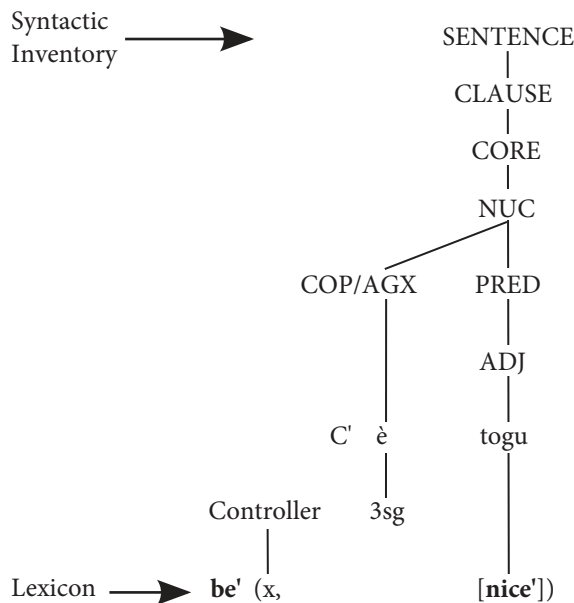 Syntactic
Inventory
SENTENCE
CLAUSE
CORE
NUC
COP/AGX PRED
ADJ
C' è togu
Controller 3sg
Lexicon be' (x, [nice'])